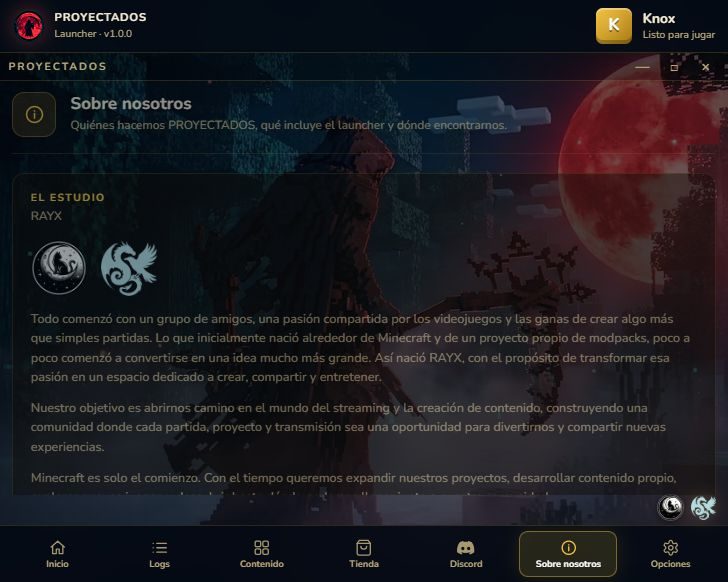 PROYECTADOS
Launcher · v1.0.0
K
Knox
Listo para jugar
PROYECTADOS
Sobre nosotros
Quiénes hacemos PROYECTADOS, qué incluye el launcher y dónde encontrarnos.
EL ESTUDIO
RAYX
Todo comenzó con un grupo de amigos, una pasión compartida por los videojuegos y las ganas de crear algo más
que simples partidas. Lo que inicialmente nació alrededor de Minecraft y de un proyecto propio de modpacks, poco a
poco comenzó a convertirse en una idea mucho más grande. Así nació RAYX, con el propósito de transformar esa
pasión en un espacio dedicado a crear, compartir y entretener.
Nuestro objetivo es abrirnos camino en el mundo del streaming y la creación de contenido, construyendo una
comunidad donde cada partida, proyecto y transmisión sea una oportunidad para divertirnos y compartir nuevas
experiencias.
Minecraft es solo el comienzo. Con el tiempo queremos expandir nuestros proyectos, desarrollar contenido propio,
Inicio
Logs
Contenido
Tienda
Discord
Sobre nosotros
Opciones